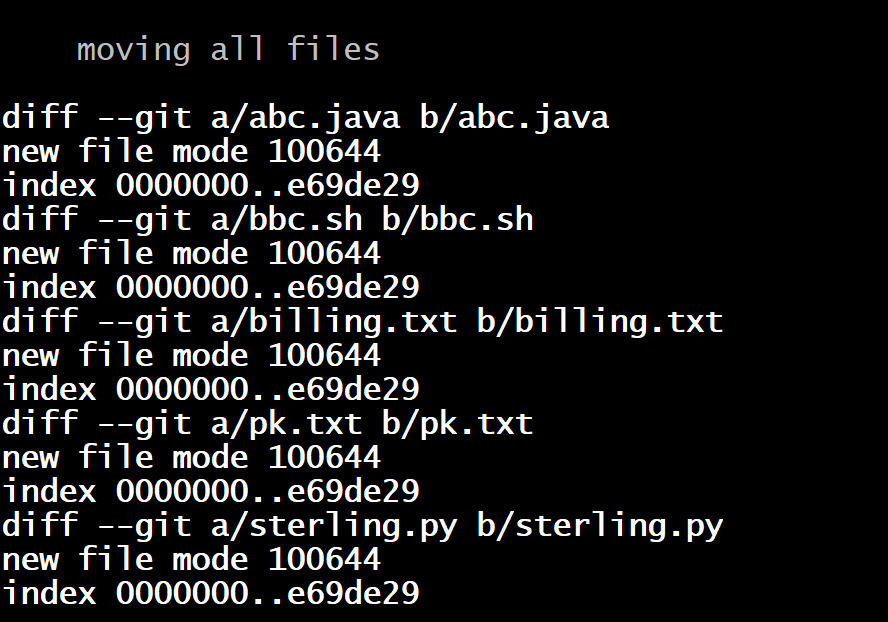 moving all files
diff --git a/abc.java b/abc.java
new file mode 100644
index 0000000..e69de29
diff --git a/bbc.sh b/bbc.sh
new file mode 100644
index 0000000..e69de29
diff --git a/billing.txt b/billing.txt
new file mode 100644
index 0000000..e69de29
diff --git a/pk.txt b/pk.txt
new file mode 100644
index 0000000..e69de29
diff --git a/sterling.py b/sterling.py
new file mode 100644
index 0000000..e69de29